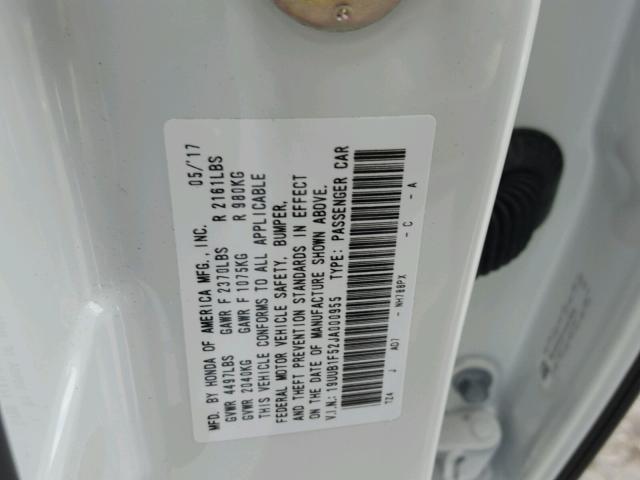 MFD. BY HONDA OF AMERICA MFG., INC. 05/'17
GVWR 4497LBS GAWR F 2370LBS R 2161LBS
GVWR 2040KG GAWR F 1075KG R 980KG
THIS VEHICLE CONFORMS TO ALL APPLICABLE
FEDERAL MOTOR VEHICLE SAFETY, BUMPER,
AND THEFT PREVENTION STANDARDS IN EFFECT
ON THE DATE OF MANUFACTURE SHOWN ABOVE.
V.I.N.: 19UUB1F52JA000955 TYPE: PASSENGER CAR
TZ4 J AD1 NH788PX - C - A